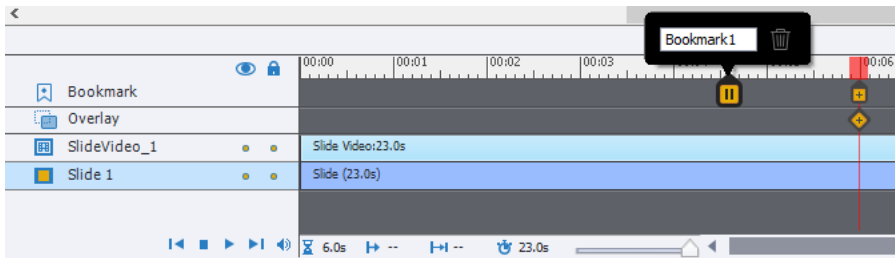 Bookmark1
00:00 00:01 00:02 00:03 00:06
Bookmark
Overlay
SlideVideo_1 Slide Video:23.0s
Slide 1 Slide (23.0s)
6.0s -- -- 23.0s